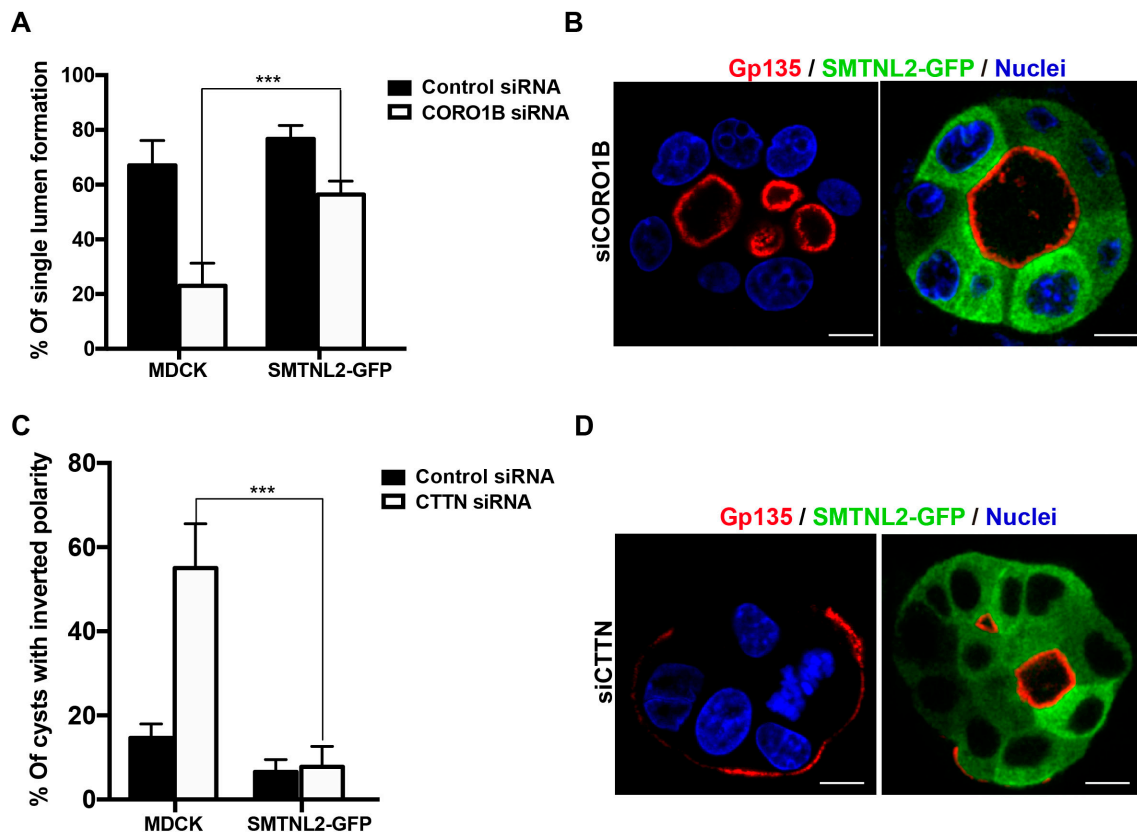 A
% Of single lumen formation
100
80
60
40
20
0
***
Control siRNA
CORO1B siRNA
MDCK
SMTNL2-GFP
B
Gp135 / SMTNL2-GFP / Nuclei
siCORO1B
C
% Of cysts with inverted polarity
80
60
40
20
0
***
Control siRNA
CTTN siRNA
MDCK
SMTNL2-GFP
D
Gp135 / SMTNL2-GFP / Nuclei
siCTTN